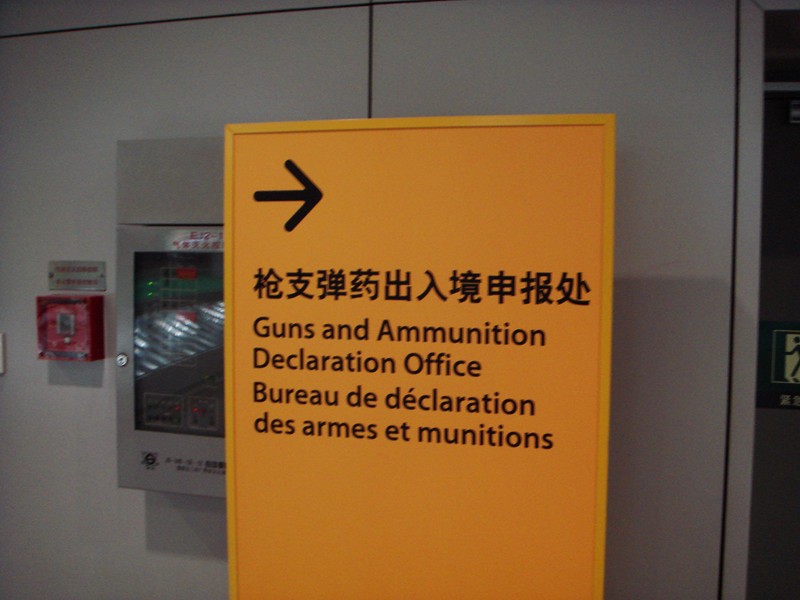 枪支弹药出入境申报处
Guns and Ammunition
Declaration Office
Bureau de déclaration
des armes et munitions